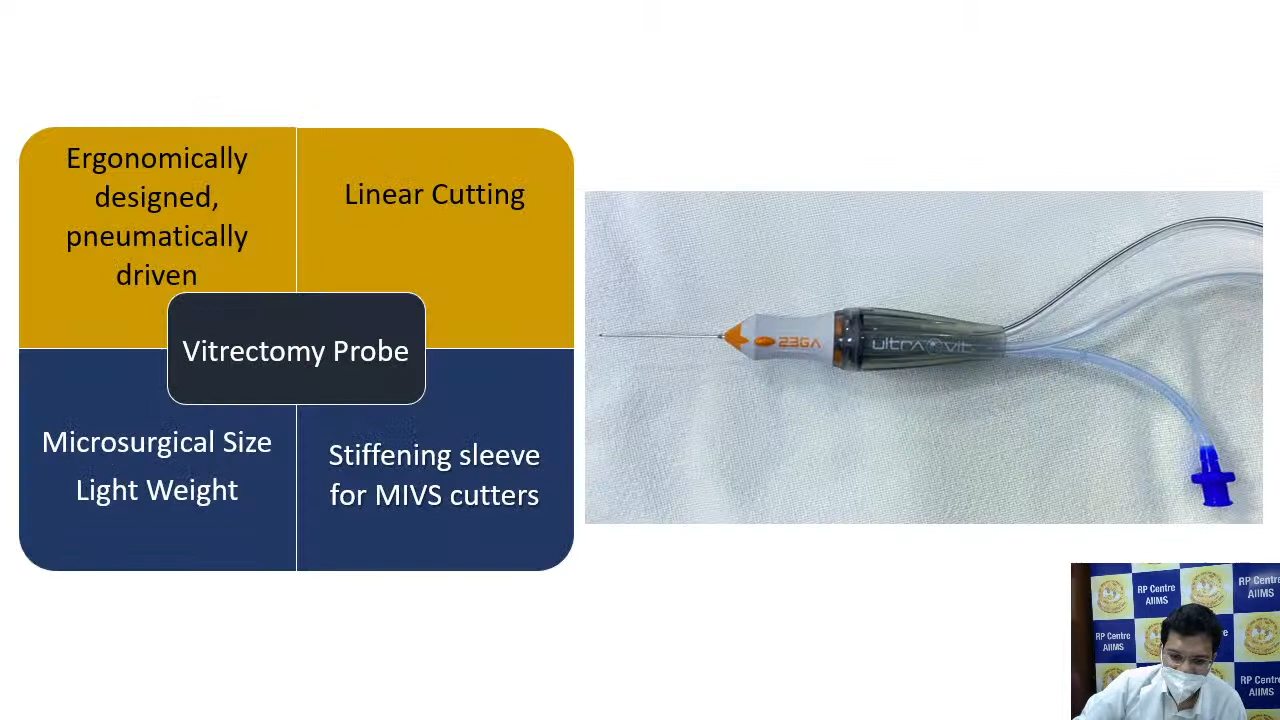 Ergonomically
designed,
pneumatically
driven
Linear Cutting
Vitrectomy Probe
Microsurgical Size
Light Weight
Stiffening sleeve
for MIVS cutters
23GA
ultravit
RP Centre
AIIMS
RP Centre
AIIMS
RP Centre
AIIMS
RP Centre
AIIMS